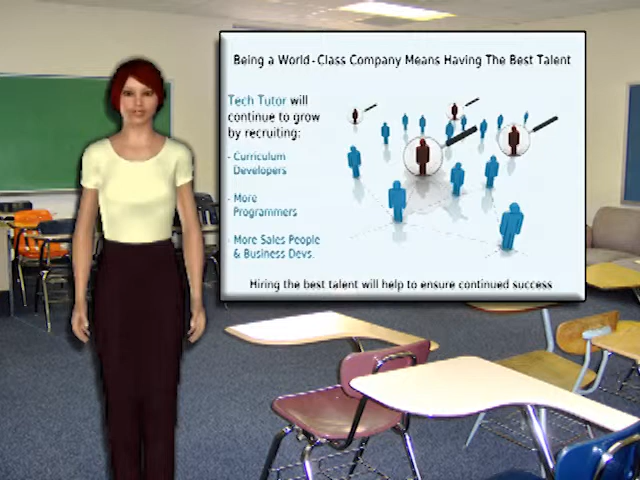 Being a World-Class Company Means Having The Best Talent
Tech Tutor will
continue to grow
by recruiting:
- Curriculum
Developers
- More
Programmers
- More Sales People
& Business Devs.
Hiring the best talent will help to ensure continued success